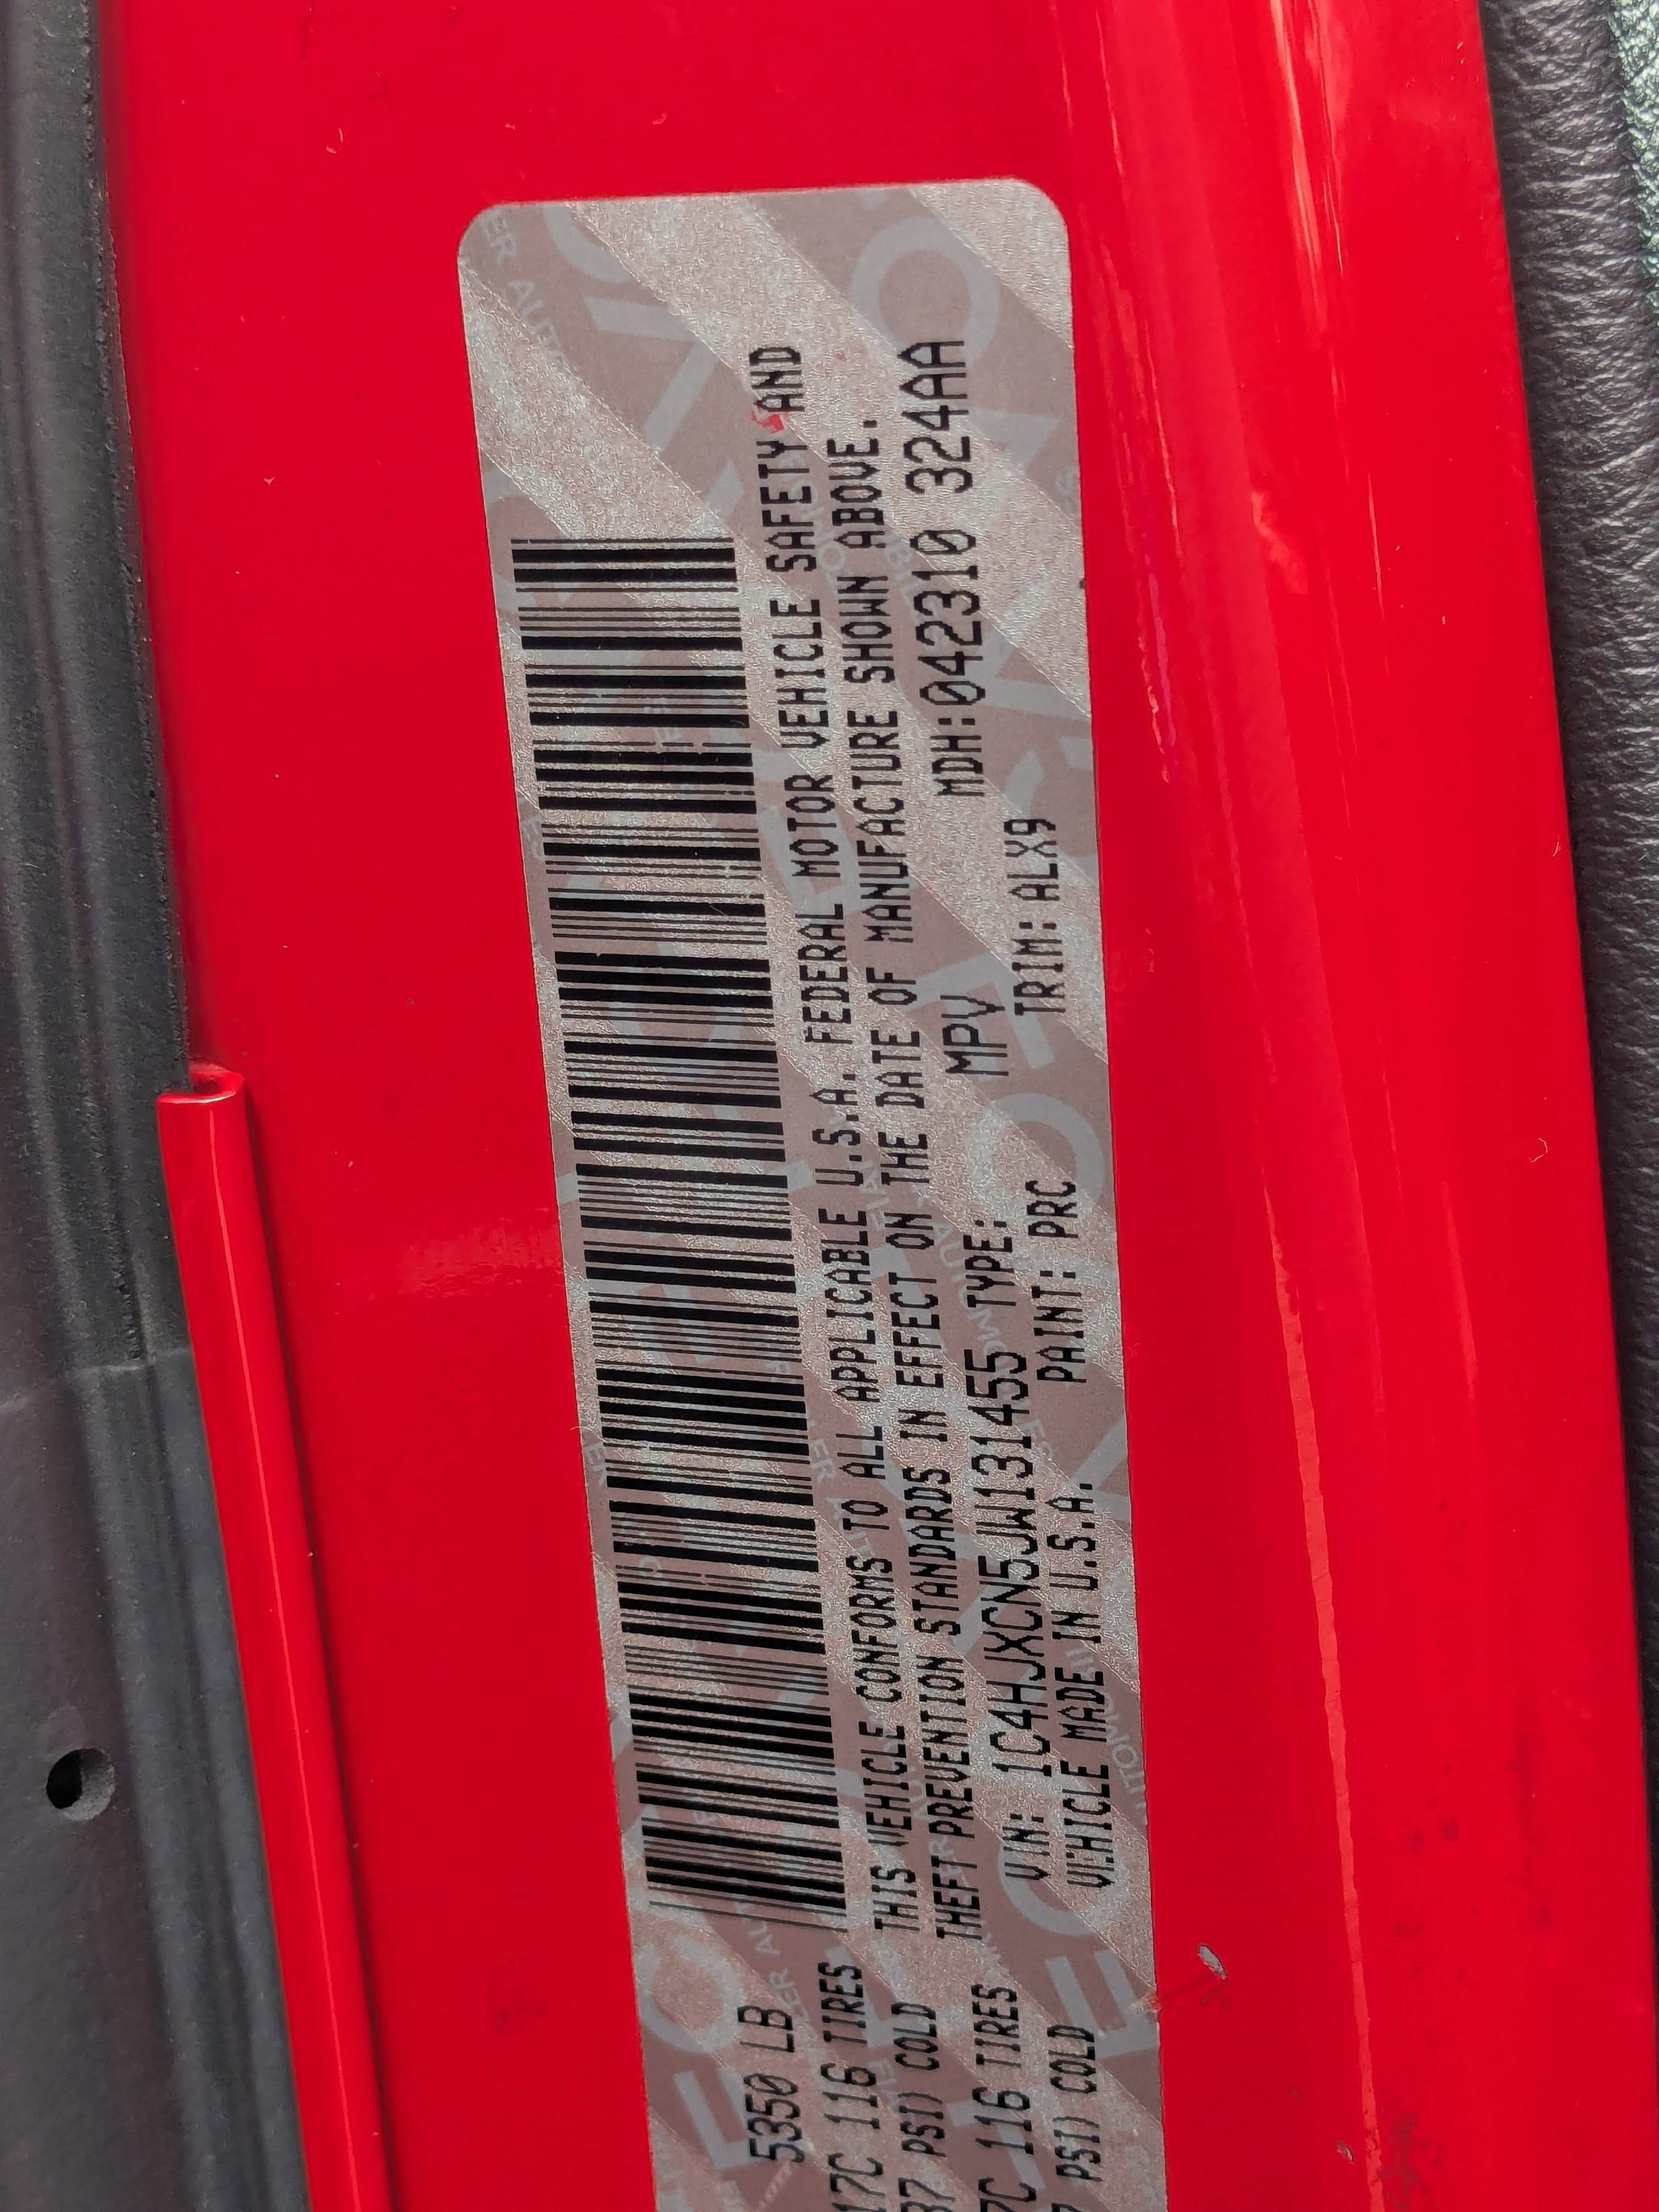 5350 LB
17C 116 TIRES
PSI) COLD
116 TIRES
PSI) COLD
THIS VEHICLE CONFORMS TO ALL APPLICABLE U.S.A. FEDERAL MOTOR VEHICLE SAFETY AND
THEFT PREVENTION STANDARDS IN EFFECT ON THE DATE OF MANUFACTURE SHOWN ABOVE.
VIN: 1C4HJXCN5JW131455 TYPE: MPV MDH:042310 324AA
VEHICLE MADE IN U.S.A. PAINT: PRC TRIM: ALX9